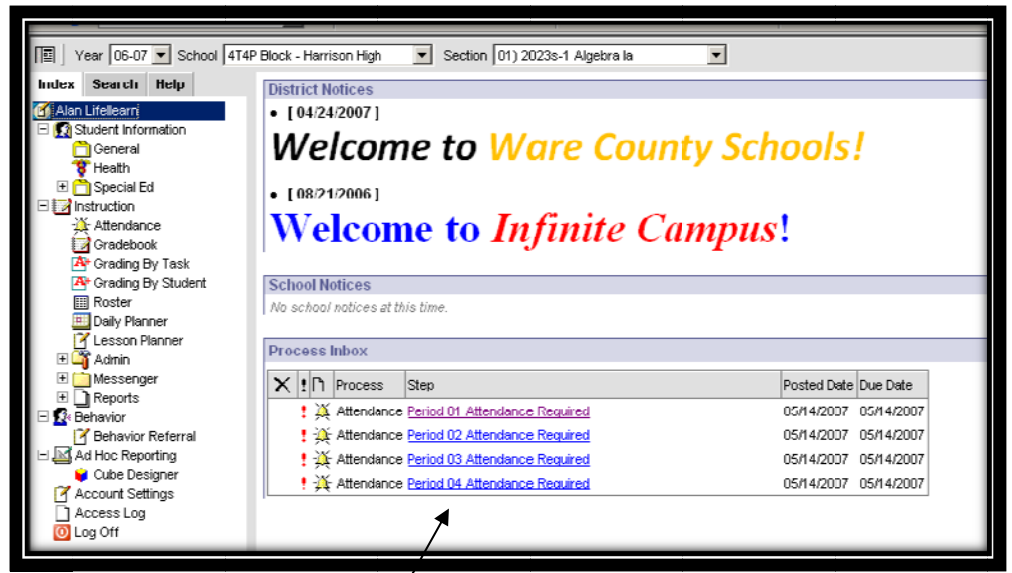 Year 06-07 School 4T4P Block - Harrison High Section 01) 2023s-1 Algebra Ia
Index Search Help
Alan Lifellearn
Student Information
General
Health
Special Ed
Instruction
Attendance
Gradebook
Grading By Task
Grading By Student
Roster
Daily Planner
Lesson Planner
Admin
Messenger
Reports
Behavior
Behavior Referral
Ad Hoc Reporting
Cube Designer
Account Settings
Access Log
Log Off
District Notices
[ 04/24/2007 ]
Welcome to Ware County Schools!
[ 08/21/2006 ]
Welcome to Infinite Campus!
School Notices
No school notices at this time.
Process Inbox
Process Step Posted Date Due Date
Attendance Period 01 Attendance Required 05/14/2007 05/14/2007
Attendance Period 02 Attendance Required 05/14/2007 05/14/2007
Attendance Period 03 Attendance Required 05/14/2007 05/14/2007
Attendance Period 04 Attendance Required 05/14/2007 05/14/2007